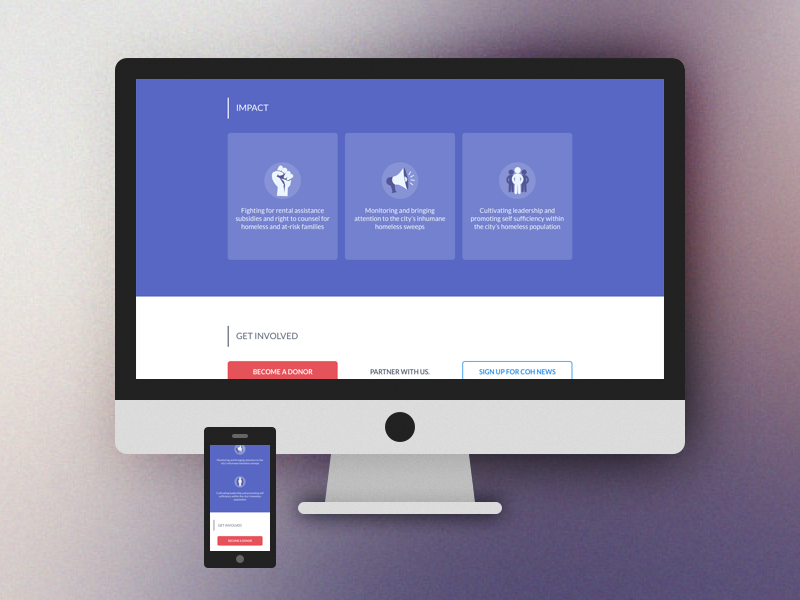 IMPACT
Fighting for rental assistance
subsidies and right to counsel for
homeless and at-risk families
Monitoring and bringing
attention to the city's inhumane
homeless sweeps
Cultivating leadership and
promoting self sufficiency within
the city's homeless population
GET INVOLVED
BECOME A DONOR
PARTNER WITH US.
SIGN UP FOR COH NEWS
GET INVOLVED
BECOME A DONOR